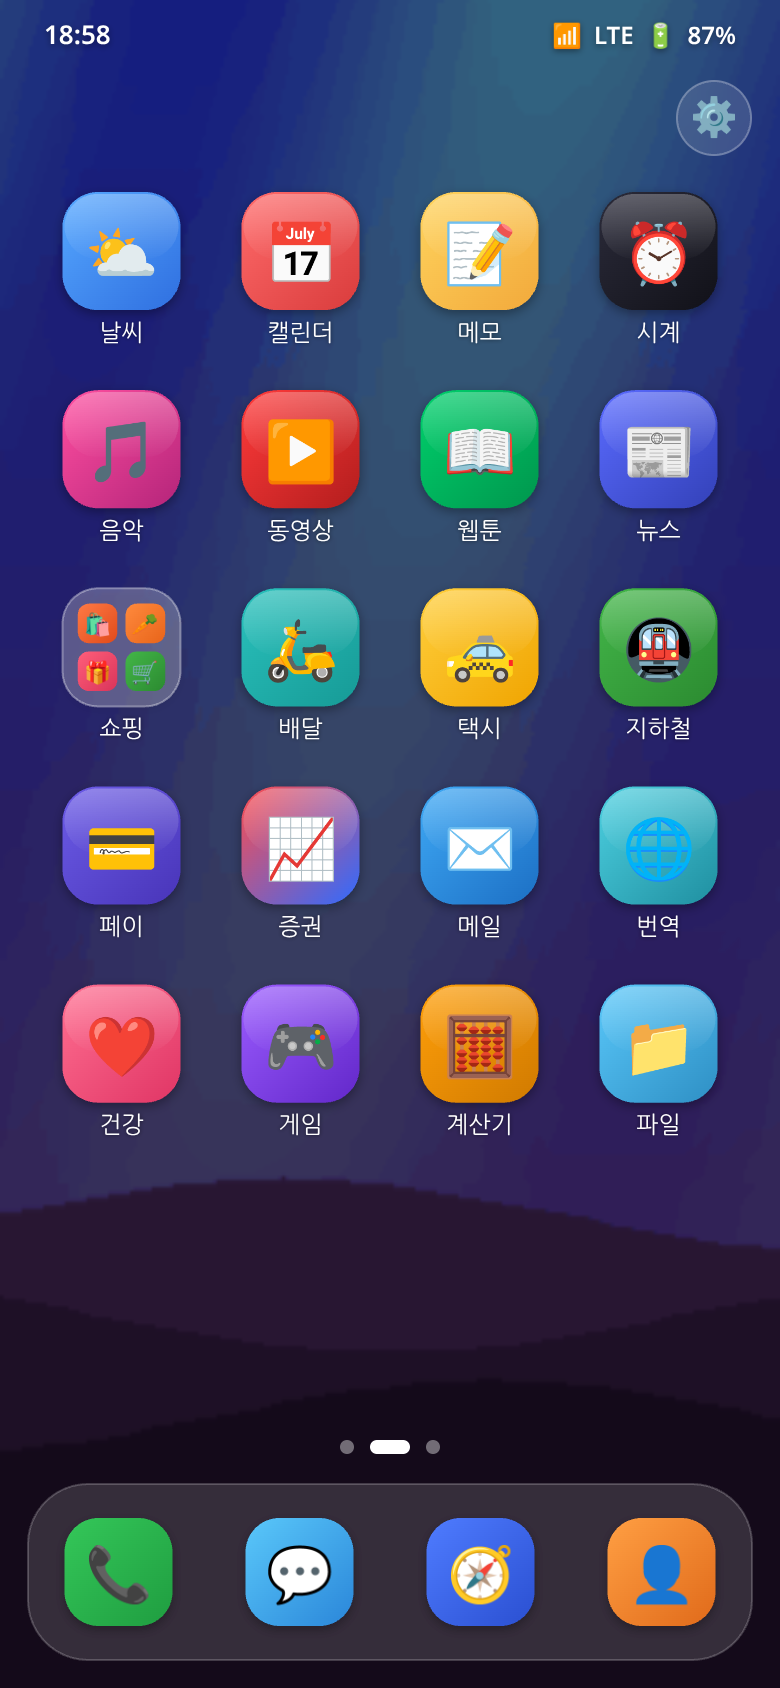 18:58 LTE 87%
July
17
날씨 캘린더 메모 시계
음악 동영상 웹툰 뉴스
쇼핑 배달 택시 지하철
페이 증권 메일 번역
건강 게임 계산기 파일